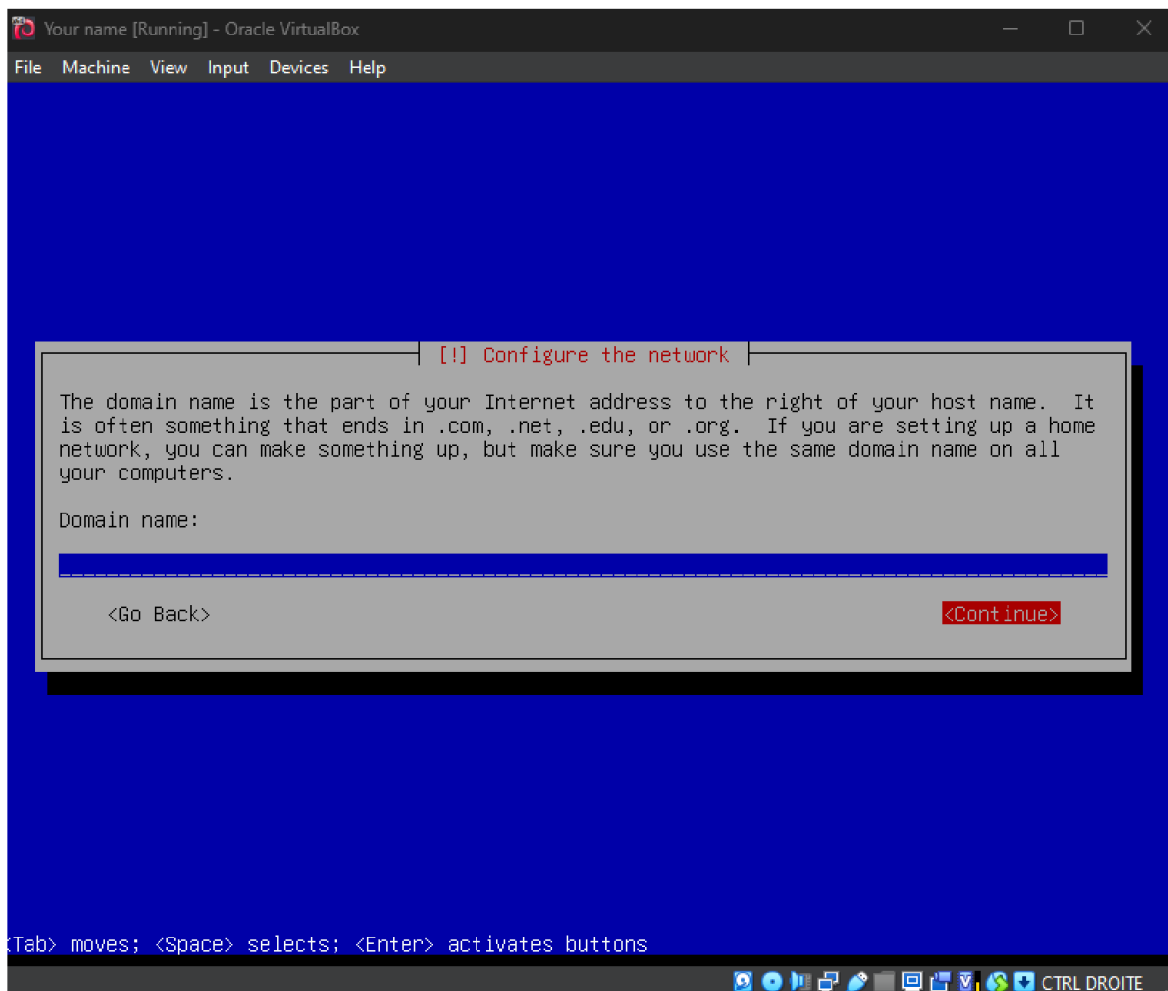 Your name [Running] - Oracle VirtualBox
File Machine View Input Devices Help
[!] Configure the network
The domain name is the part of your Internet address to the right of your host name. It
is often something that ends in .com, .net, .edu, or .org. If you are setting up a home
network, you can make something up, but make sure you use the same domain name on all
your computers.
Domain name:
<Go Back> <Continue>
<Tab> moves; <Space> selects; <Enter> activates buttons
CTRL DROITE